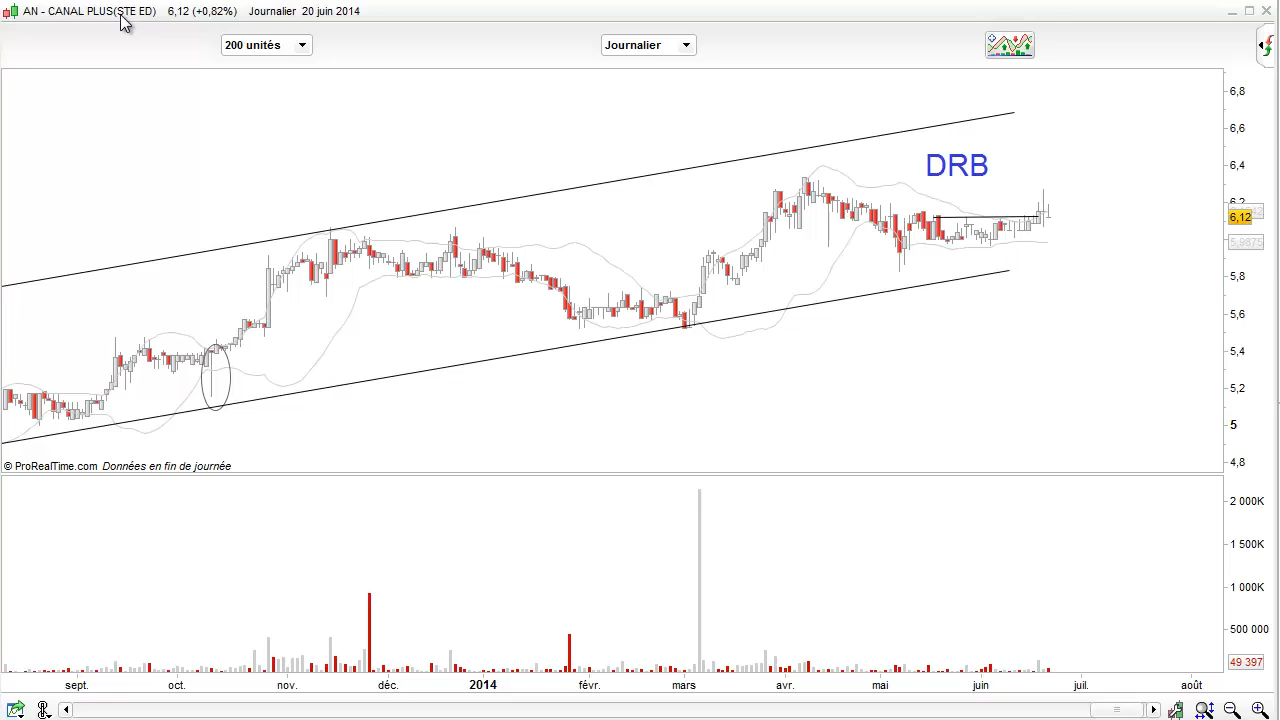 AN - CANAL PLUS(STE ED) 6,12 (+0,82%) Journalier 20 juin 2014
200 unités Journalier
DRB
6,8
6,6
6,4
6,2
6,12
5,9875
5,8
5,6
5,4
5,2
5
4,8
© ProRealTime.com Données en fin de journée
2 000K
1 500K
1 000K
500 000
49 397
sept. oct. nov. déc. 2014 févr. mars avr. mai juin juil. août